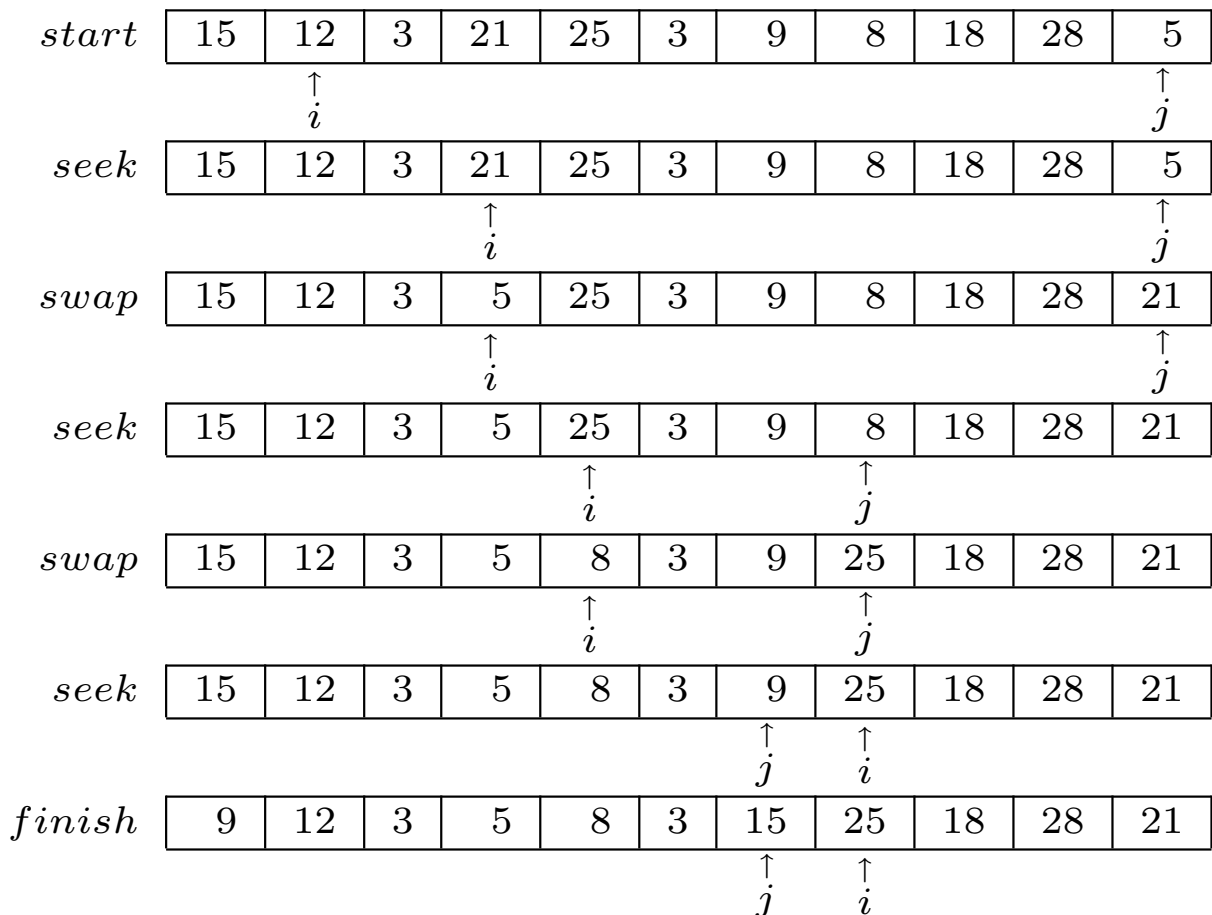 start 15 12 3 21 25 3 9 8 18 28 5
↑ ↑
i j
seek 15 12 3 21 25 3 9 8 18 28 5
↑ ↑
i j
swap 15 12 3 5 25 3 9 8 18 28 21
↑ ↑
i j
seek 15 12 3 5 25 3 9 8 18 28 21
↑ ↑
i j
swap 15 12 3 5 8 3 9 25 18 28 21
↑ ↑
i j
seek 15 12 3 5 8 3 9 25 18 28 21
↑ ↑
j i
finish 9 12 3 5 8 3 15 25 18 28 21
↑ ↑
j i